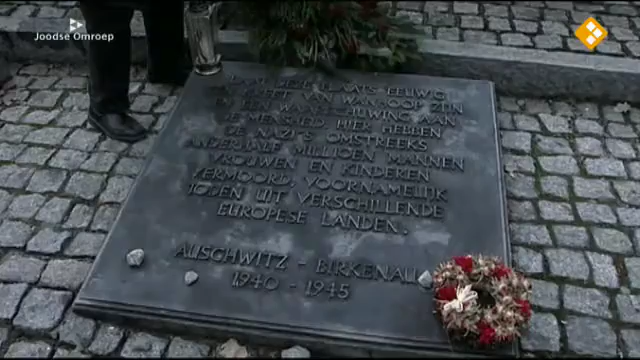 Joodse Omroep
LAAT DEZE PLAATS EEUWIG
EEN KREET VAN WANHOOP ZIJN
EN EEN WAARSCHUWING AAN
DE MENSHEID. HIER HEBBEN
DE NAZI'S OMSTREEKS
ANDERHALF MILLIOEN MANNEN
VROUWEN EN KINDEREN
VERMOORD, VOORNAMELIJK
JODEN UIT VERSCHILLENDE
EUROPESE LANDEN.
AUSCHWITZ - BIRKENAU
1940 - 1945